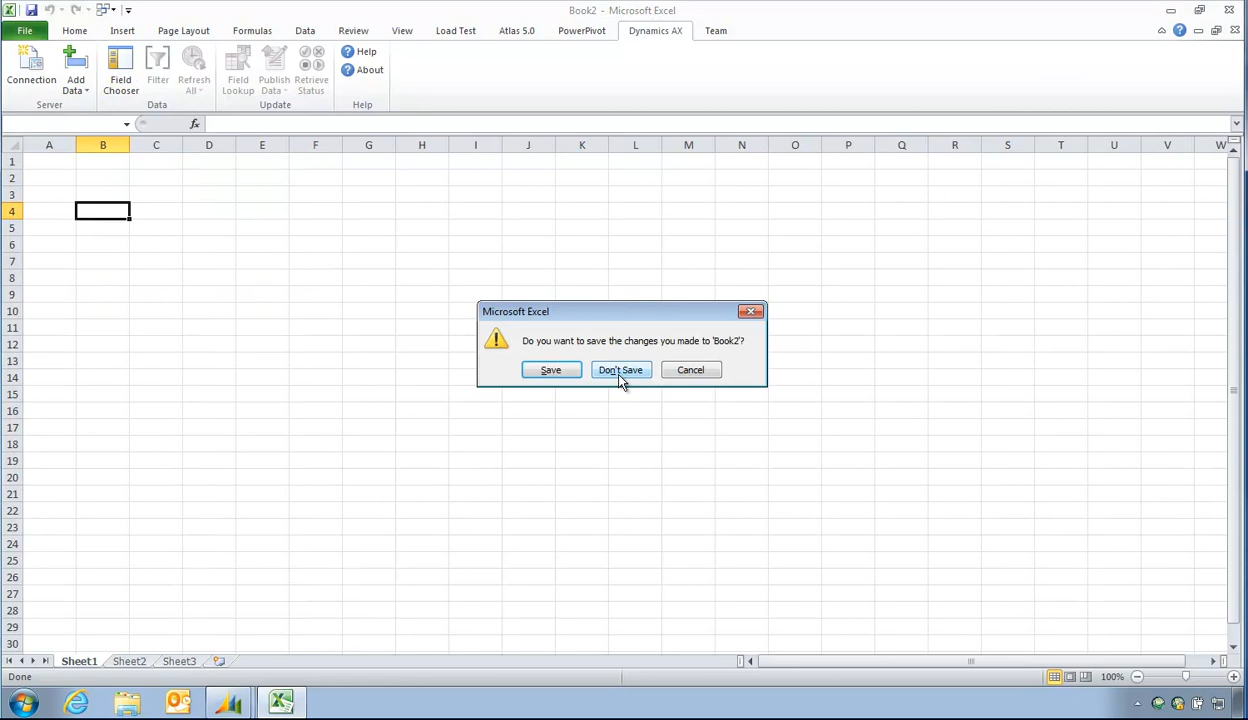 Book2 - Microsoft Excel
File Home Insert Page Layout Formulas Data Review View Load Test Atlas 5.0 PowerPivot Dynamics AX Team
Connection
Add Data
Field Chooser
Filter
Refresh All
Field Lookup
Publish Data
Retrieve Status
Help
About
Server Data Update Help
fx
A B C D E F G H I J K L M N O P Q R S T U V W
1
2
3
4
5
6
7
8
9
10
11
12
13
14
15
16
17
18
19
20
21
22
23
24
25
26
27
28
29
30
Microsoft Excel
Do you want to save the changes you made to 'Book2'?
Save Don't Save Cancel
Sheet1 Sheet2 Sheet3
Done 100%